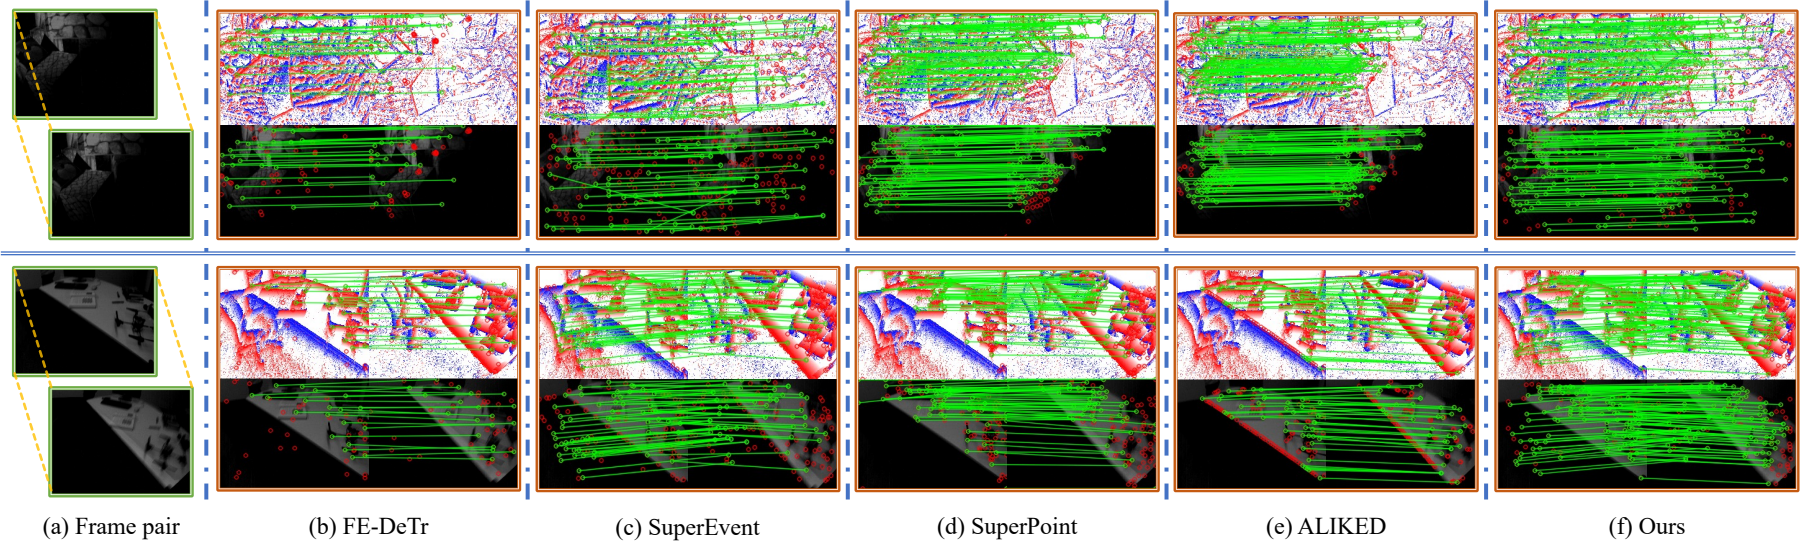 (a) Frame pair
(b) FE-DeTr
(c) SuperEvent
(d) SuperPoint
(e) ALIKED
(f) Ours